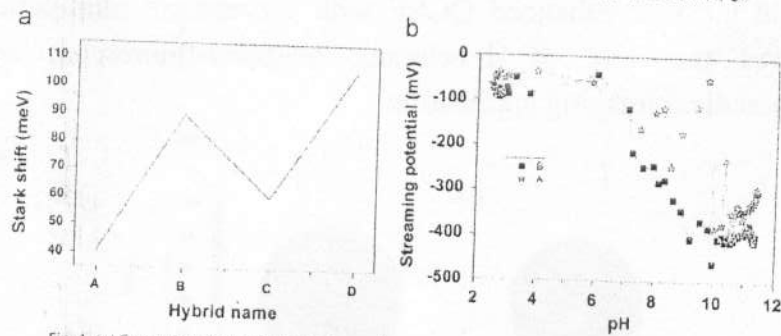 a
Stark shift (meV)
110
100
90
80
70
60
50
40
A B C D
Hybrid name
b
Streaming potential (mV)
0
-100
-200
-300
-400
-500
2 4 6 8 10 12
pH